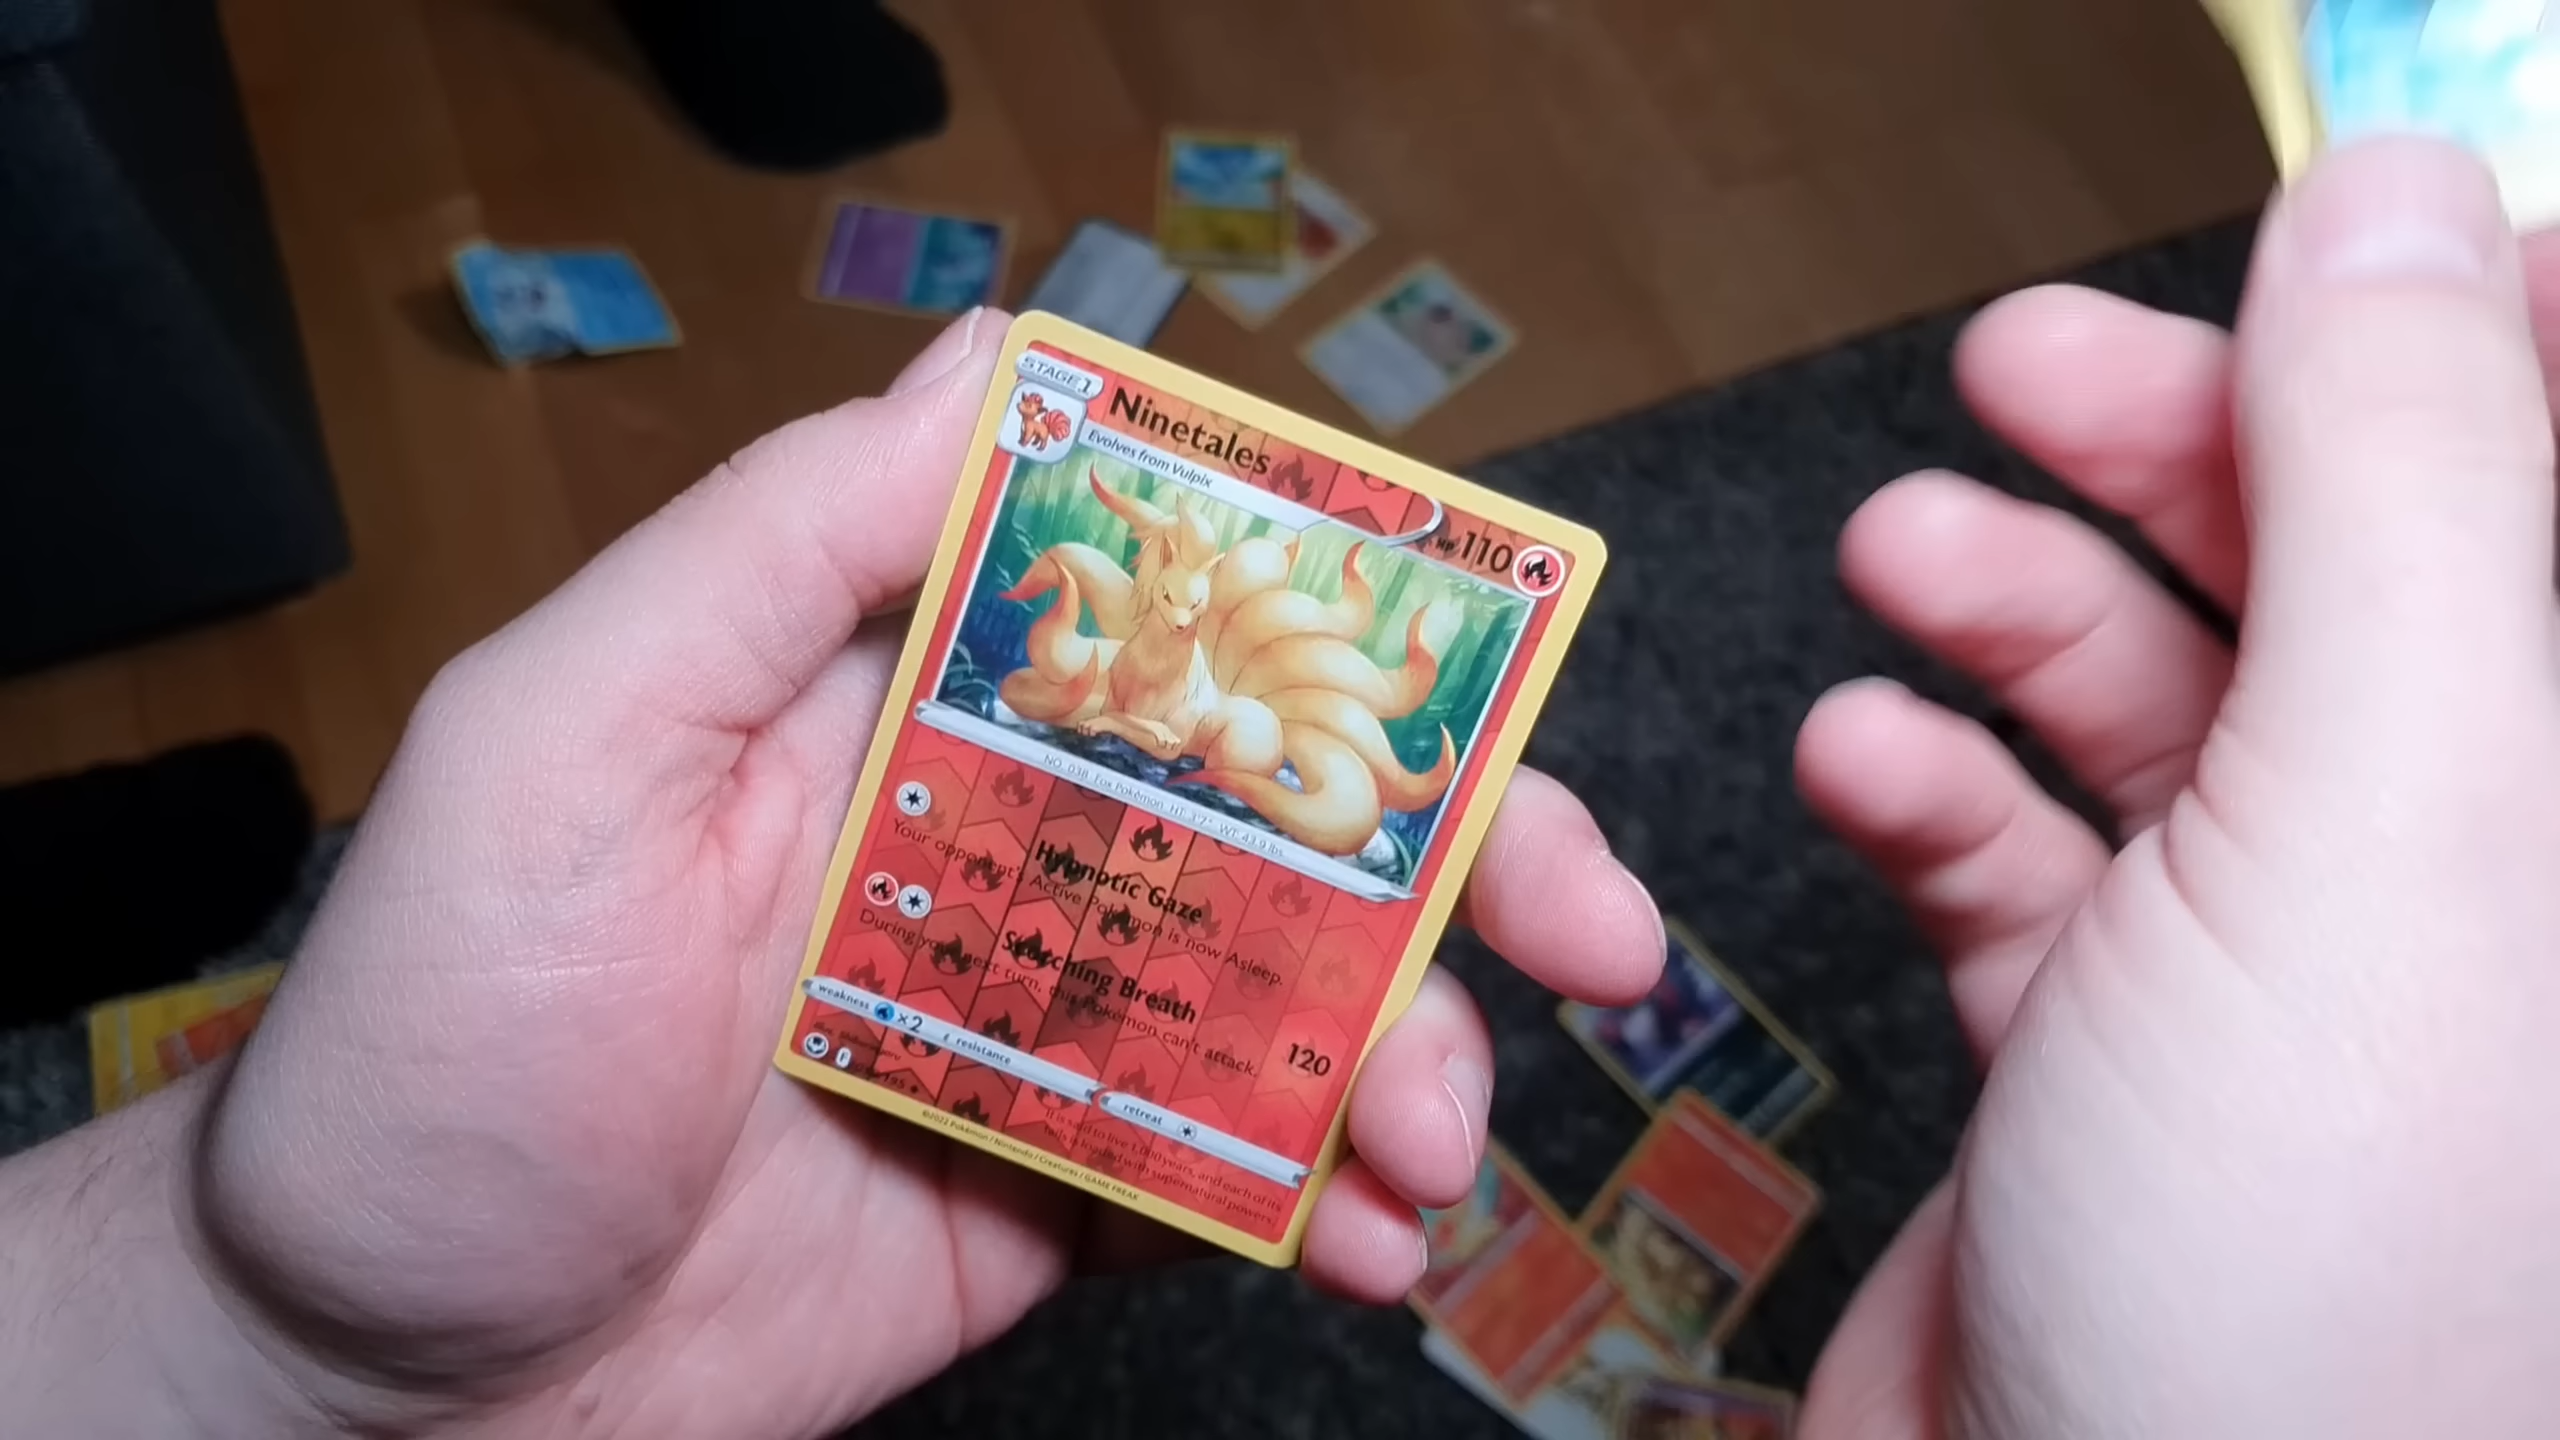 STAGE 1
Ninetales
Evolves from Vulpix
HP 110
NO. 038 Fox Pokémon HT: 3'7" WT: 43.9 lbs.
Hypnotic Gaze
Your opponent's Active Pokémon is now Asleep.
Scorching Breath
120
During your next turn, this Pokémon can't attack.
weakness ×2
resistance
retreat
Illus.
F
/195
It is said to live 1,000 years, and each of its
tails is loaded with supernatural powers.
©2022 Pokémon / Nintendo / Creatures / GAME FREAK